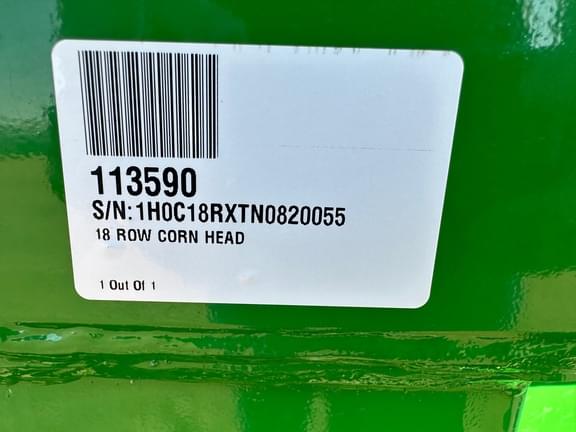 113590
S/N:1H0C18RXTN0820055
18 ROW CORN HEAD
1 Out Of 1